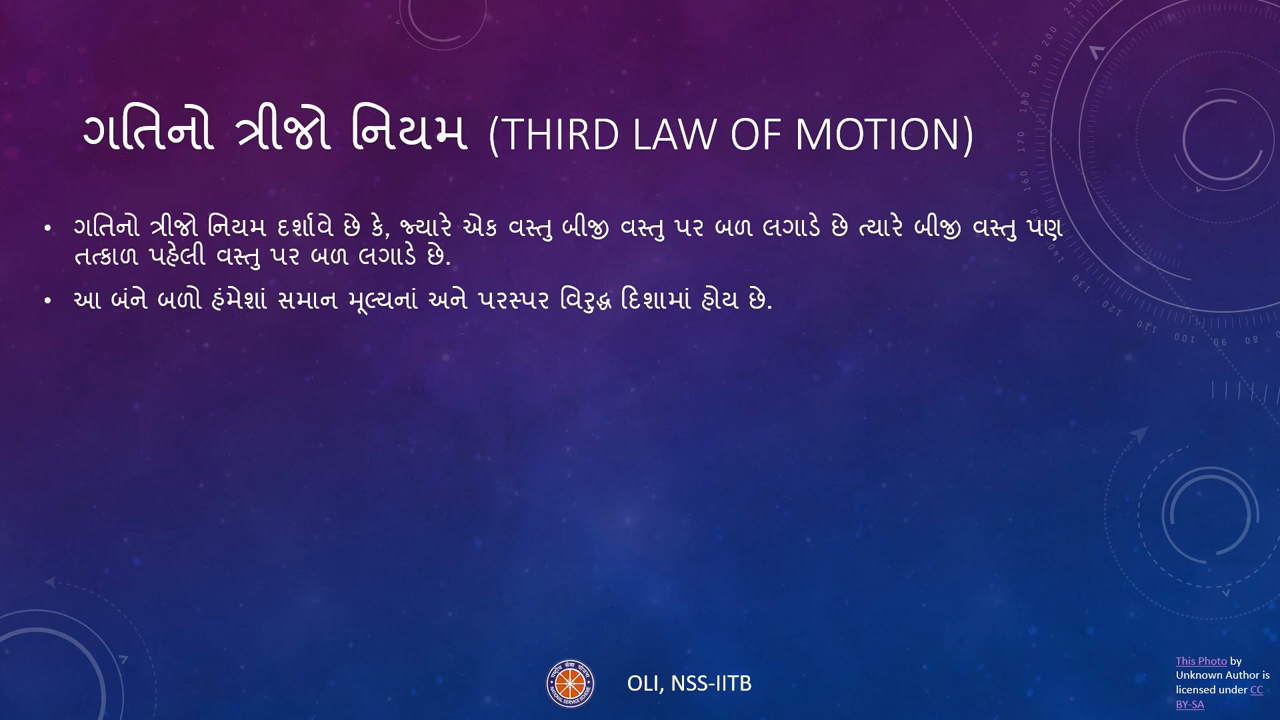 ગતિનો ત્રીજો નિયમ (THIRD LAW OF MOTION)
• ગતિનો ત્રીજો નિયમ દર્શાવે છે કે, જ્યારે એક વસ્તુ બીજી વસ્તુ પર બળ લગાડે છે ત્યારે બીજી વસ્તુ પણ
તત્કાળ પહેલી વસ્તુ પર બળ લગાડે છે.
• આ બંને બળો હંમેશાં સમાન મૂલ્યનાં અને પરસ્પર વિરુદ્ધ દિશામાં હોય છે.
OLI, NSS-IITB
This Photo by
Unknown Author is
licensed under CC
BY-SA